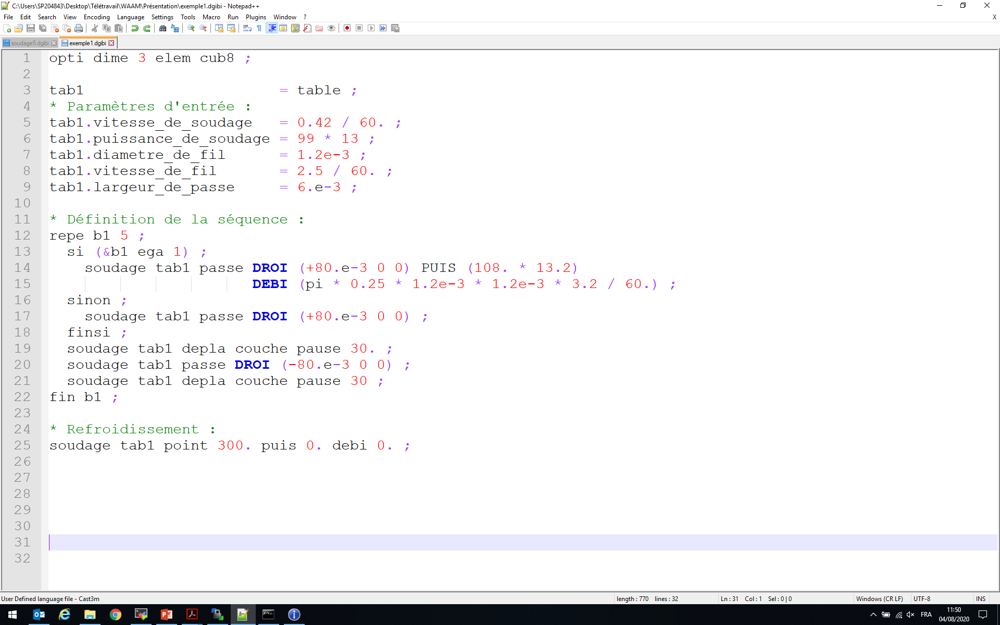 C:\Users\SP204843\Desktop\Télétravail\WAAM\Présentation\exemple1.dgibi - Notepad++
File Edit Search View Encoding Language Settings Tools Macro Run Plugins Window ? X
soudage5.dgibi exemple1.dgibi
1 opti dime 3 elem cub8 ;
2
3 tab1 = table ;
4 * Paramètres d'entrée :
5 tab1.vitesse_de_soudage = 0.42 / 60. ;
6 tab1.puissance_de_soudage = 99 * 13 ;
7 tab1.diametre_de_fil = 1.2e-3 ;
8 tab1.vitesse_de_fil = 2.5 / 60. ;
9 tab1.largeur_de_passe = 6.e-3 ;
10
11 * Définition de la séquence :
12 repe b1 5 ;
13 si (&b1 ega 1) ;
14 soudage tab1 passe DROI (+80.e-3 0 0) PUIS (108. * 13.2)
15 DEBI (pi * 0.25 * 1.2e-3 * 1.2e-3 * 3.2 / 60.) ;
16 sinon ;
17 soudage tab1 passe DROI (+80.e-3 0 0) ;
18 finsi ;
19 soudage tab1 depla couche pause 30. ;
20 soudage tab1 passe DROI (-80.e-3 0 0) ;
21 soudage tab1 depla couche pause 30 ;
22 fin b1 ;
23
24 * Refroidissement :
25 soudage tab1 point 300. puis 0. debi 0. ;
26
27
28
29
30
31
32
User Defined language file - Cast3m length : 770 lines : 32 Ln : 31 Col : 1 Sel : 0 | 0 Windows (CR LF) UTF-8 INS
FRA 11:50
04/08/2020